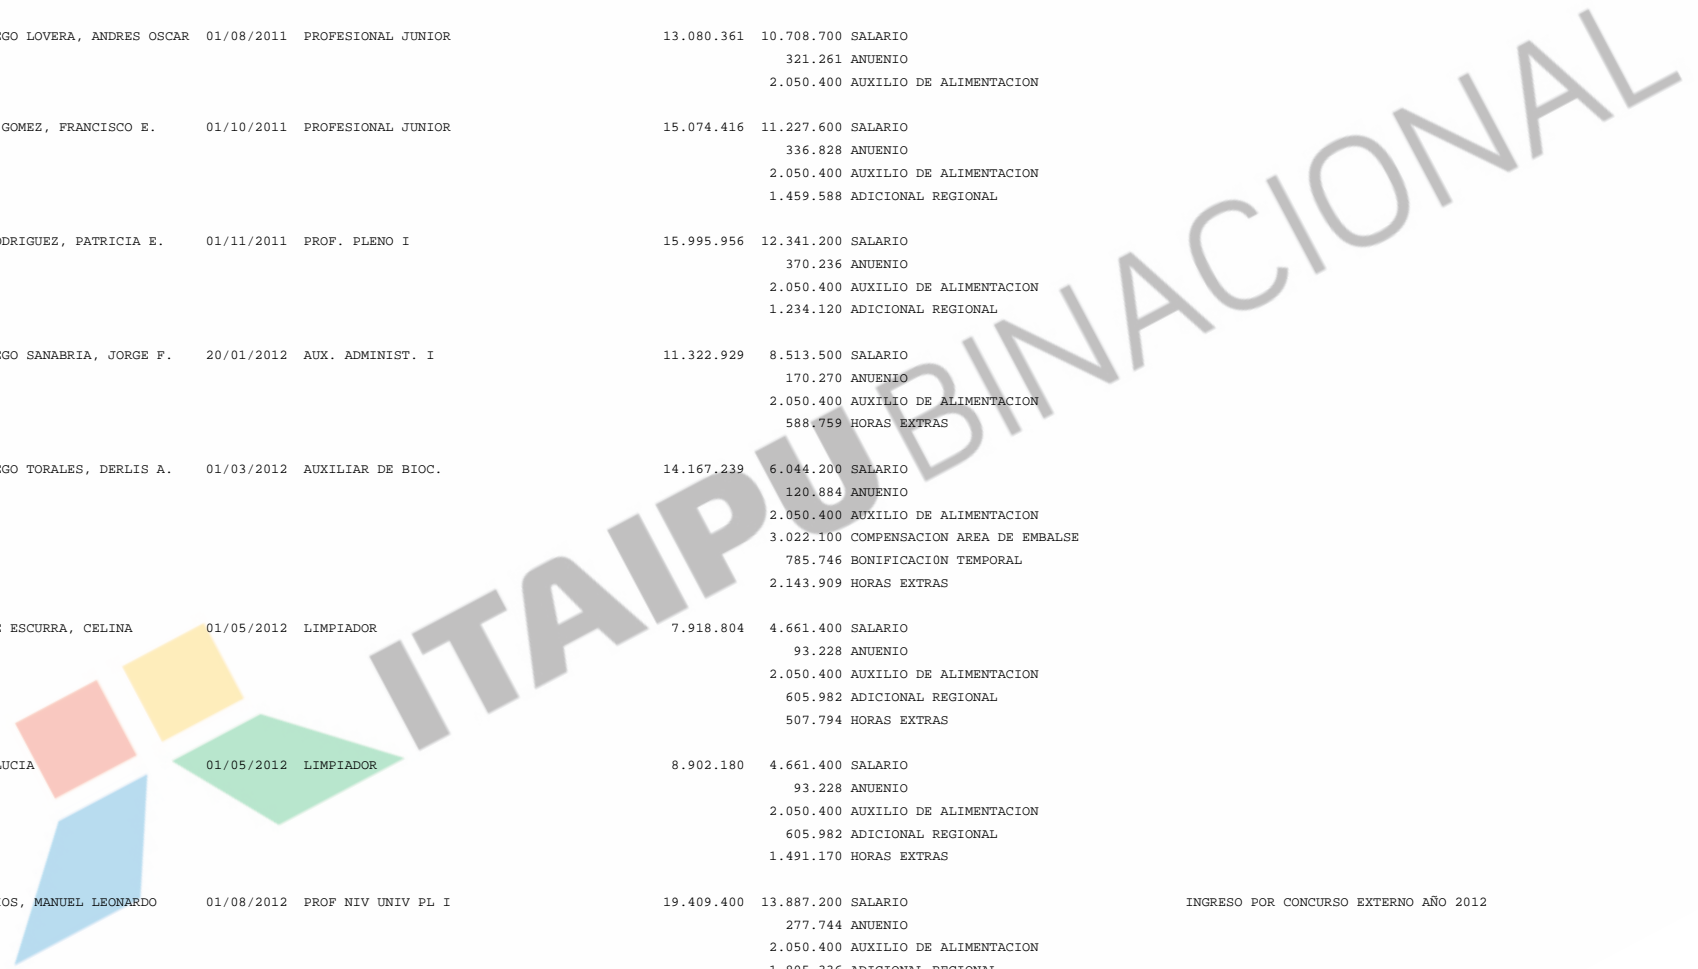 GO LOVERA, ANDRES OSCAR 01/08/2011 PROFESIONAL JUNIOR 13.080.361 10.708.700 SALARIO
321.261 ANUENIO
2.050.400 AUXILIO DE ALIMENTACION
GOMEZ, FRANCISCO E. 01/10/2011 PROFESIONAL JUNIOR 15.074.416 11.227.600 SALARIO
336.828 ANUENIO
2.050.400 AUXILIO DE ALIMENTACION
1.459.588 ADICIONAL REGIONAL
DRIGUEZ, PATRICIA E. 01/11/2011 PROF. PLENO I 15.995.956 12.341.200 SALARIO
370.236 ANUENIO
2.050.400 AUXILIO DE ALIMENTACION
1.234.120 ADICIONAL REGIONAL
GO SANABRIA, JORGE F. 20/01/2012 AUX. ADMINIST. I 11.322.929 8.513.500 SALARIO
170.270 ANUENIO
2.050.400 AUXILIO DE ALIMENTACION
588.759 HORAS EXTRAS
GO TORALES, DERLIS A. 01/03/2012 AUXILIAR DE BIOC. 14.167.239 6.044.200 SALARIO
120.884 ANUENIO
2.050.400 AUXILIO DE ALIMENTACION
3.022.100 COMPENSACION AREA DE EMBALSE
785.746 BONIFICACI0N TEMPORAL
2.143.909 HORAS EXTRAS
ESCURRA, CELINA 01/05/2012 LIMPIADOR 7.918.804 4.661.400 SALARIO
93.228 ANUENIO
2.050.400 AUXILIO DE ALIMENTACION
605.982 ADICIONAL REGIONAL
507.794 HORAS EXTRAS
LUCIA 01/05/2012 LIMPIADOR 8.902.180 4.661.400 SALARIO
93.228 ANUENIO
2.050.400 AUXILIO DE ALIMENTACION
605.982 ADICIONAL REGIONAL
1.491.170 HORAS EXTRAS
OS, MANUEL LEONARDO 01/08/2012 PROF NIV UNIV PL I 19.409.400 13.887.200 SALARIO INGRESO POR CONCURSO EXTERNO AÑO 2012
277.744 ANUENIO
2.050.400 AUXILIO DE ALIMENTACION
1.805.336 ADICIONAL REGIONAL
ITAIPU BINACIONAL